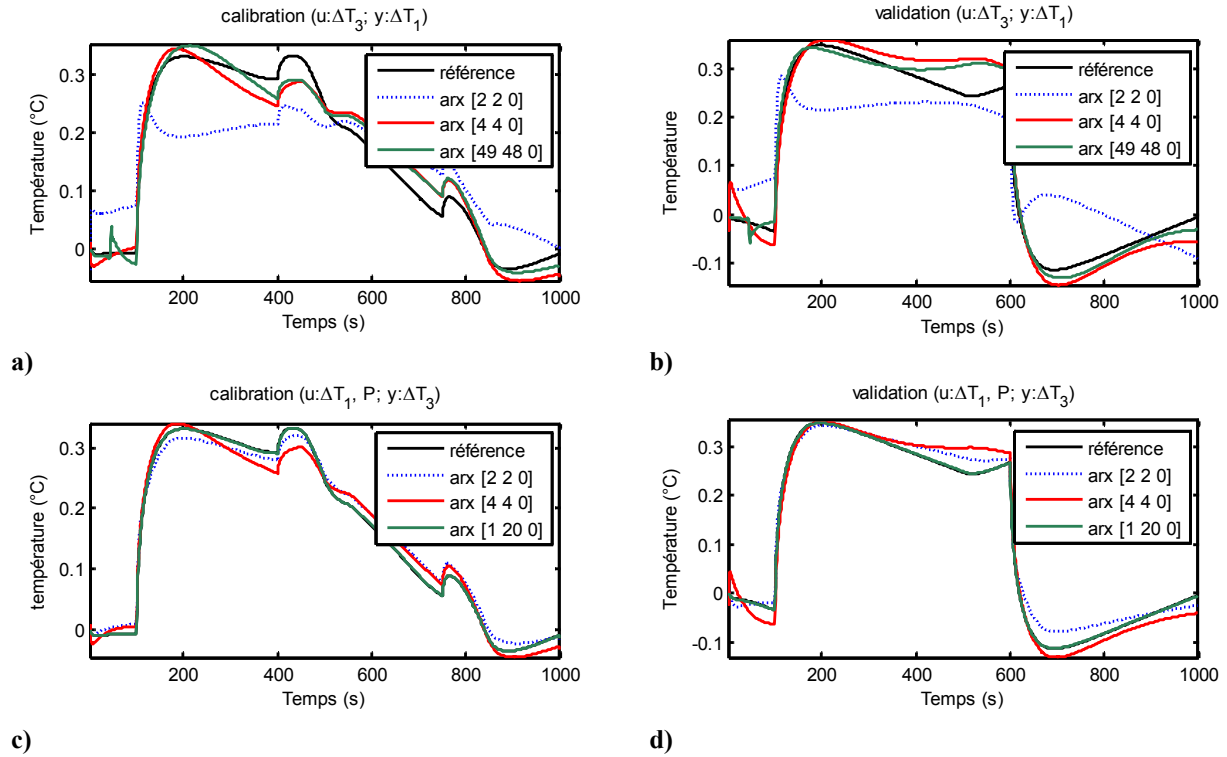 calibration (u:ΔT3; y:ΔT1)
Température (°C)
0.3
0.2
0.1
0
200 400 600 800 1000
Temps (s)
référence
arx [2 2 0]
arx [4 4 0]
arx [49 48 0]
a)
validation (u:ΔT3; y:ΔT1)
Température
0.3
0.2
0.1
0
-0.1
200 400 600 800 1000
Temps (s)
référence
arx [2 2 0]
arx [4 4 0]
arx [49 48 0]
b)
calibration (u:ΔT1, P; y:ΔT3)
température (°C)
0.3
0.2
0.1
0
200 400 600 800 1000
Temps (s)
référence
arx [2 2 0]
arx [4 4 0]
arx [1 20 0]
c)
validation (u:ΔT1, P; y:ΔT3)
Température (°C)
0.3
0.2
0.1
0
-0.1
200 400 600 800 1000
Temps (s)
référence
arx [2 2 0]
arx [4 4 0]
arx [1 20 0]
d)